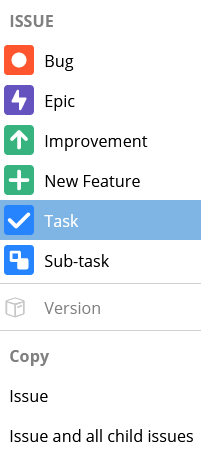 ISSUE
Bug
Epic
Improvement
New Feature
Task
Sub-task
Version
Copy
Issue
Issue and all child issues